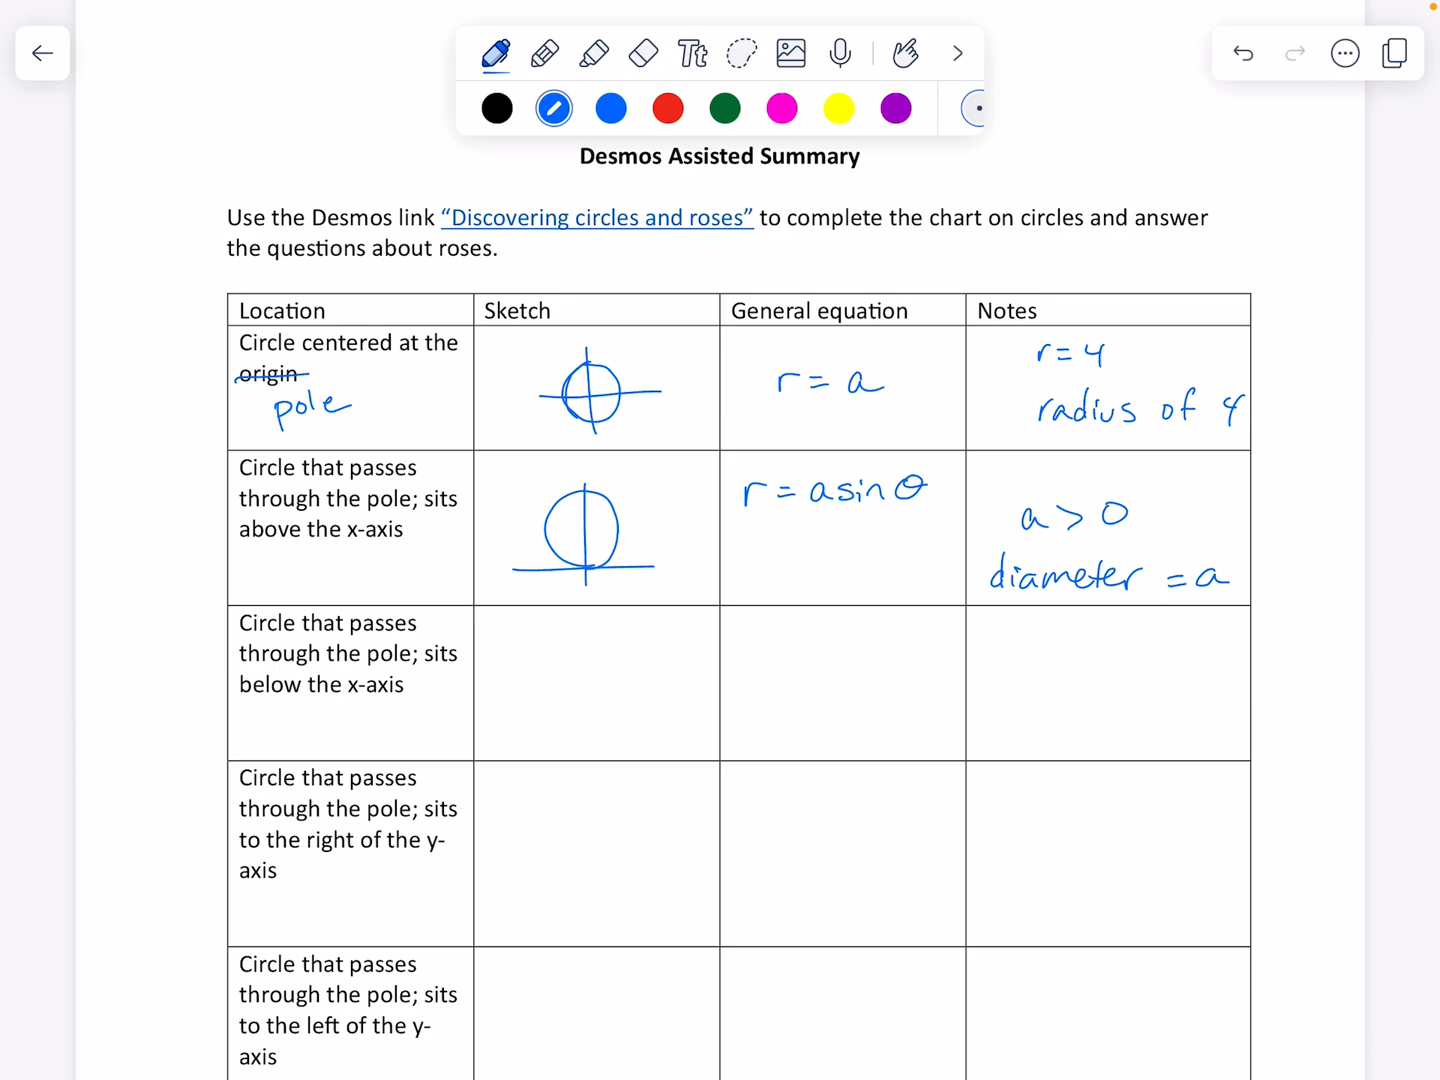 Tt
Desmos Assisted Summary
Use the Desmos link “Discovering circles and roses” to complete the chart on circles and answer
the questions about roses.
Location
Sketch
General equation
Notes
Circle centered at the
origin
pole
r = a
r = 4
radius of 4
Circle that passes
through the pole; sits
above the x-axis
r = a sin θ
a > 0
diameter = a
Circle that passes
through the pole; sits
below the x-axis
Circle that passes
through the pole; sits
to the right of the y-
axis
Circle that passes
through the pole; sits
to the left of the y-
axis